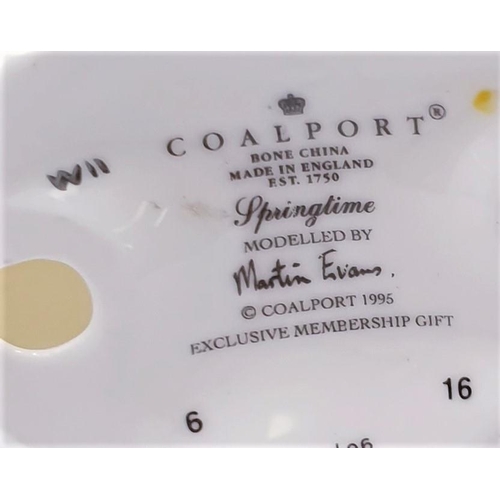 COALPORT®
BONE CHINA
MADE IN ENGLAND
EST. 1750
Springtime
MODELLED BY
Martin Evans.
© COALPORT 1995
EXCLUSIVE MEMBERSHIP GIFT
16
6